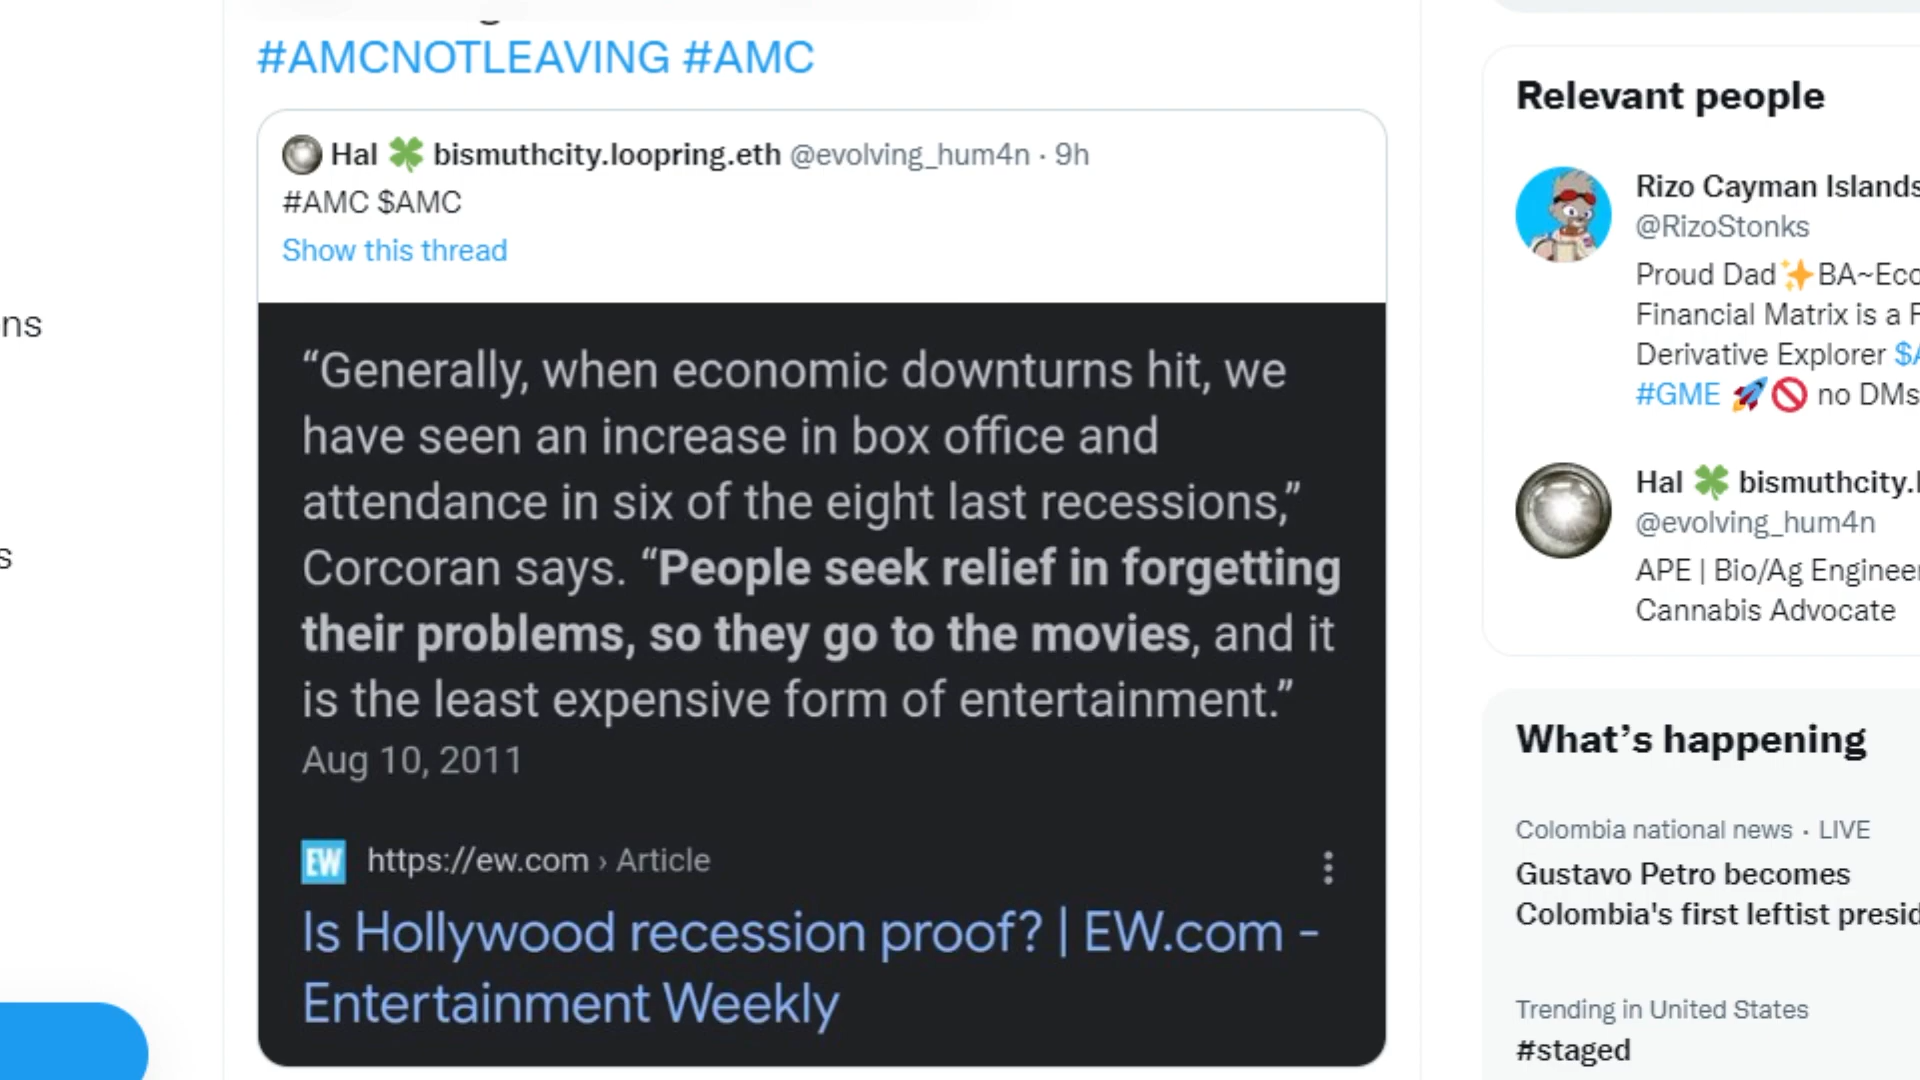 #AMCNOTLEAVING #AMC
Hal 🍀 bismuthcity.loopring.eth @evolving_hum4n · 9h
#AMC $AMC
Show this thread
“Generally, when economic downturns hit, we
have seen an increase in box office and
attendance in six of the eight last recessions,”
Corcoran says. “People seek relief in forgetting
their problems, so they go to the movies, and it
is the least expensive form of entertainment.”
Aug 10, 2011
EW https://ew.com › Article
Is Hollywood recession proof? | EW.com -
Entertainment Weekly
ns
s
Relevant people
Rizo Cayman Islands
@RizoStonks
Proud Dad✨BA~Eco
Financial Matrix is a F
Derivative Explorer $A
#GME 🚀🚫 no DMs
Hal 🍀 bismuthcity.l
@evolving_hum4n
APE | Bio/Ag Engineer
Cannabis Advocate
What’s happening
Colombia national news · LIVE
Gustavo Petro becomes
Colombia's first leftist presid
Trending in United States
#staged